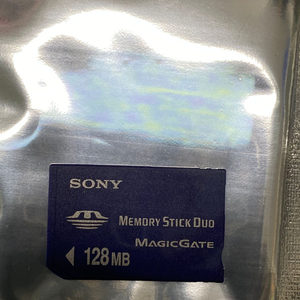 SONY
MEMORY STICK DUO
MAGICGATE
128 MB